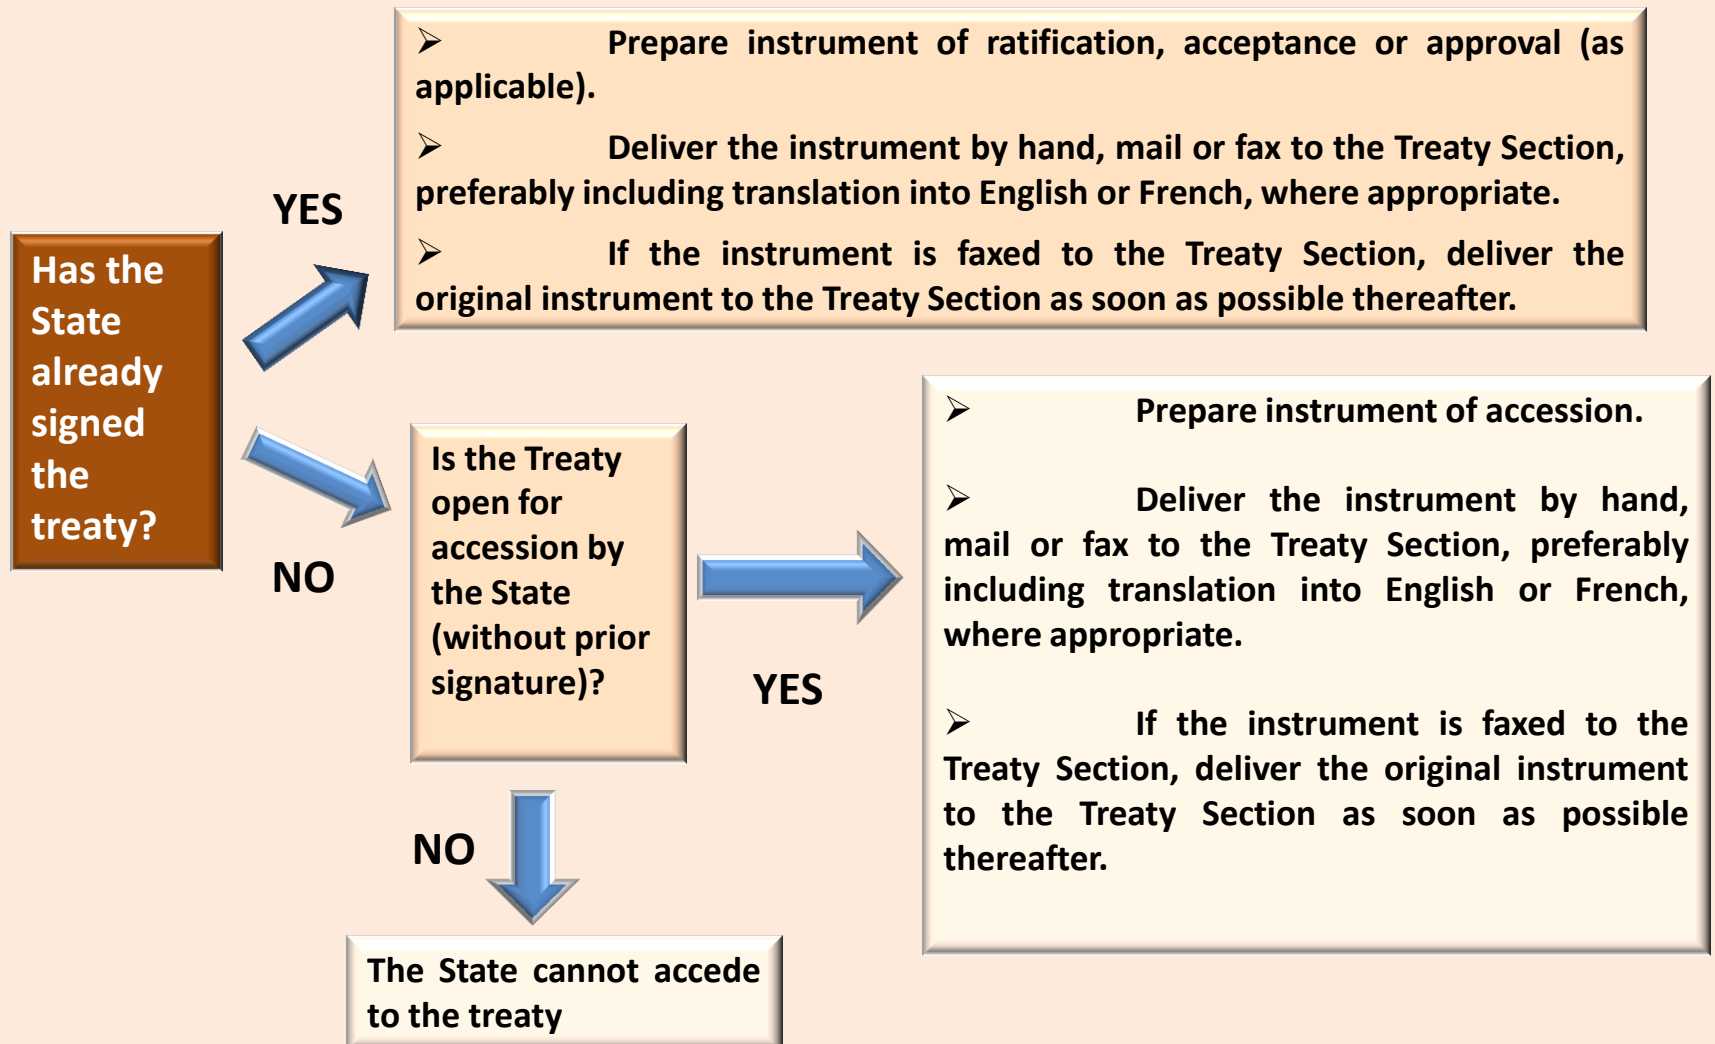 Has the
State
already
signed
the
treaty?
YES
➢ Prepare instrument of ratification, acceptance or approval (as
applicable).
➢ Deliver the instrument by hand, mail or fax to the Treaty Section,
preferably including translation into English or French, where appropriate.
➢ If the instrument is faxed to the Treaty Section, deliver the
original instrument to the Treaty Section as soon as possible thereafter.
NO
Is the Treaty
open for
accession by
the State
(without prior
signature)?
YES
➢ Prepare instrument of accession.
➢ Deliver the instrument by hand,
mail or fax to the Treaty Section, preferably
including translation into English or French,
where appropriate.
➢ If the instrument is faxed to the
Treaty Section, deliver the original instrument
to the Treaty Section as soon as possible
thereafter.
NO
The State cannot accede
to the treaty